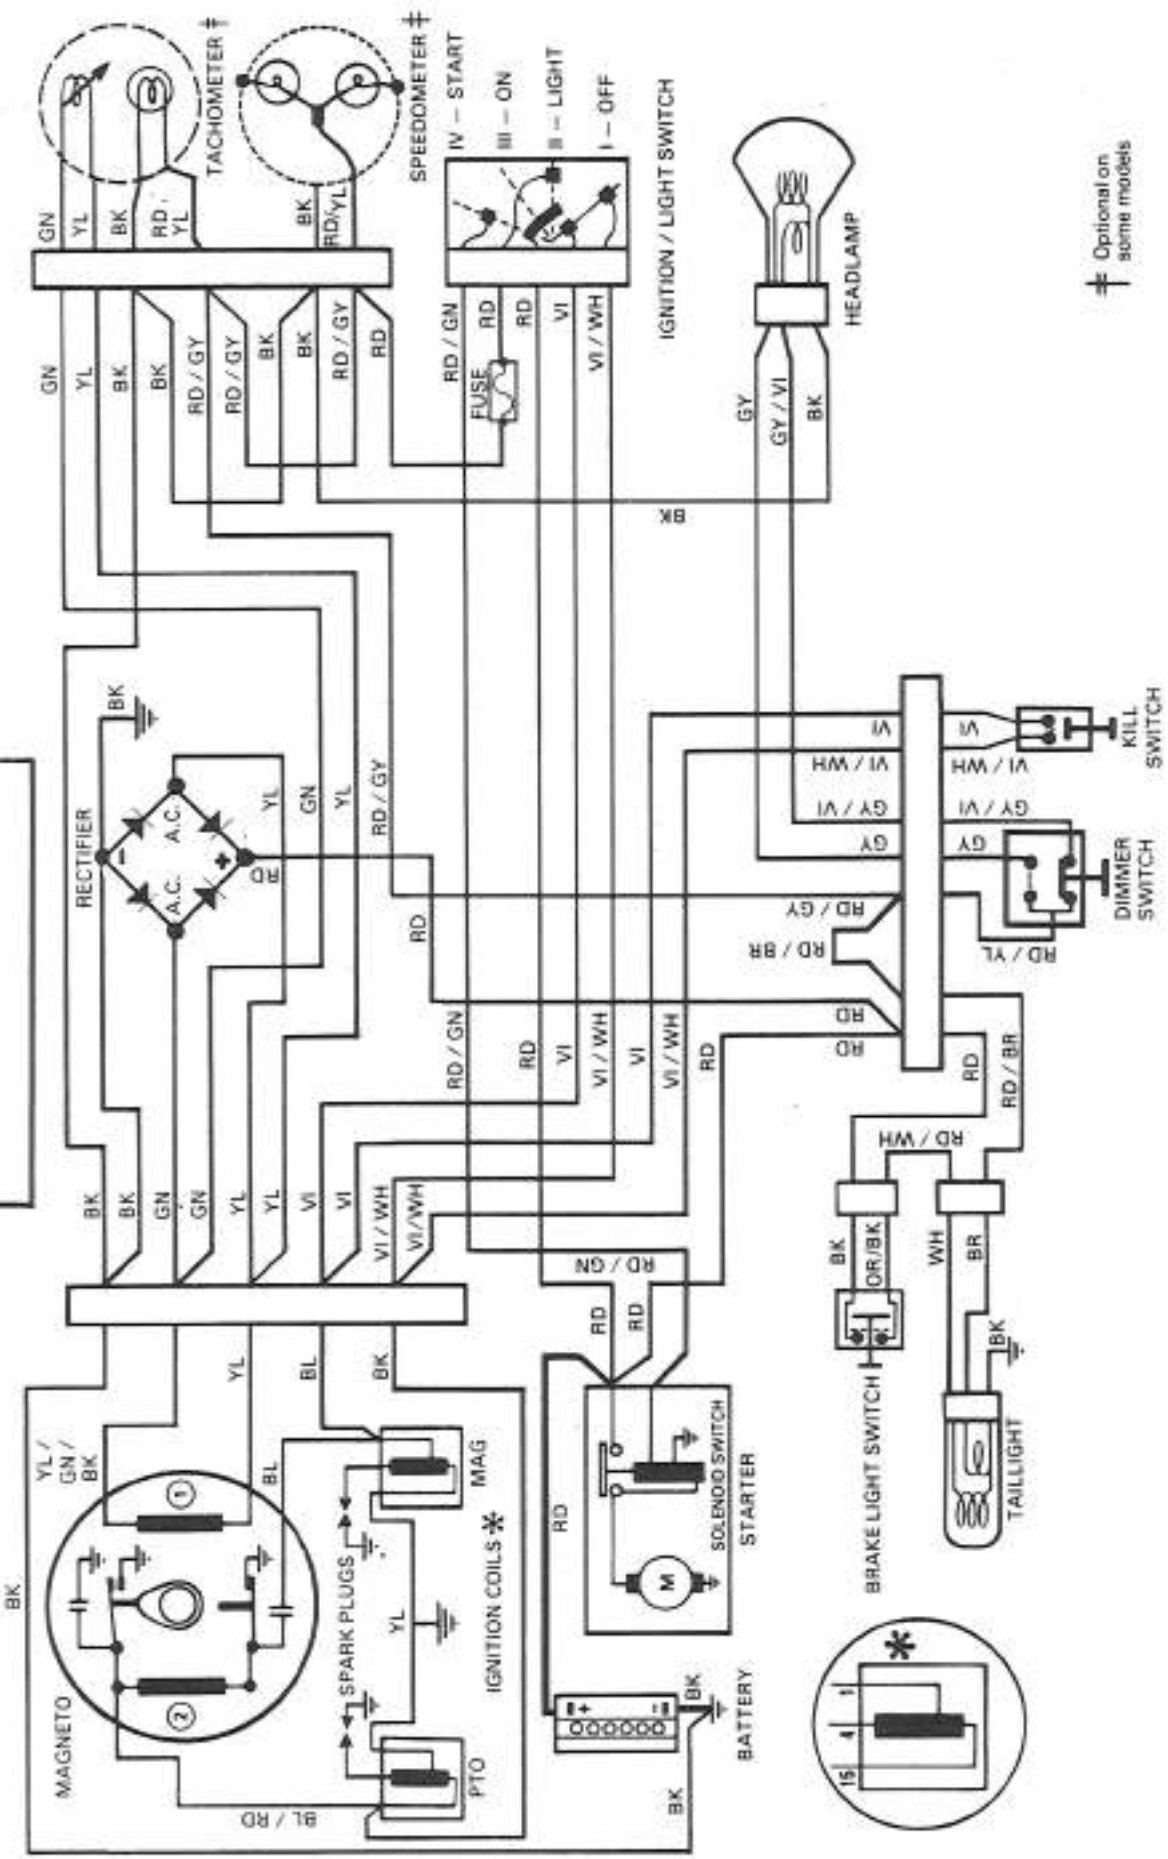 TACHOMETER ⋕
SPEEDOMETER ⋕
GN
YL
BK
RD/
YL
BK
RD/YL
IV – START
III – ON
II – LIGHT
I – OFF
IGNITION / LIGHT SWITCH
HEADLAMP
⋕ Optional on
some models
GN
YL
BK
BK
RD / GY
RD / GY
BK
BK
RD / GY
RD
RD / GN
RD
FUSE
RD
VI
VI / WH
GY
GY / VI
BK
BK
RECTIFIER
BK
–
A.C.
A.C.
+
RD
YL
GN
YL
RD / GY
RD
VI
VI / WH
GY / VI
GY
RD / GY
RD / BR
RD
RD
VI
VI / WH
GY / VI
GY
RD / YL
KILL
SWITCH
DIMMER
SWITCH
RD / GN
RD
VI
VI / WH
VI
VI / WH
RD
RD
RD / BR
RD / WH
BK
BK
GN
GN
YL
YL
VI
VI
VI / WH
VI/WH
RD / GN
RD
RD
BK
OR/BK
WH
BR
BK
BRAKE LIGHT SWITCH
TAILLIGHT
BK
YL /
GN /
BK
YL
BL
BK
BL
1
2
MAGNETO
MAG
SPARK PLUGS
YL
IGNITION COILS *
PTO
BL / RD
RD
SOLENOID SWITCH
STARTER
M
+
–
BATTERY
BK
BK
*
1
4
15